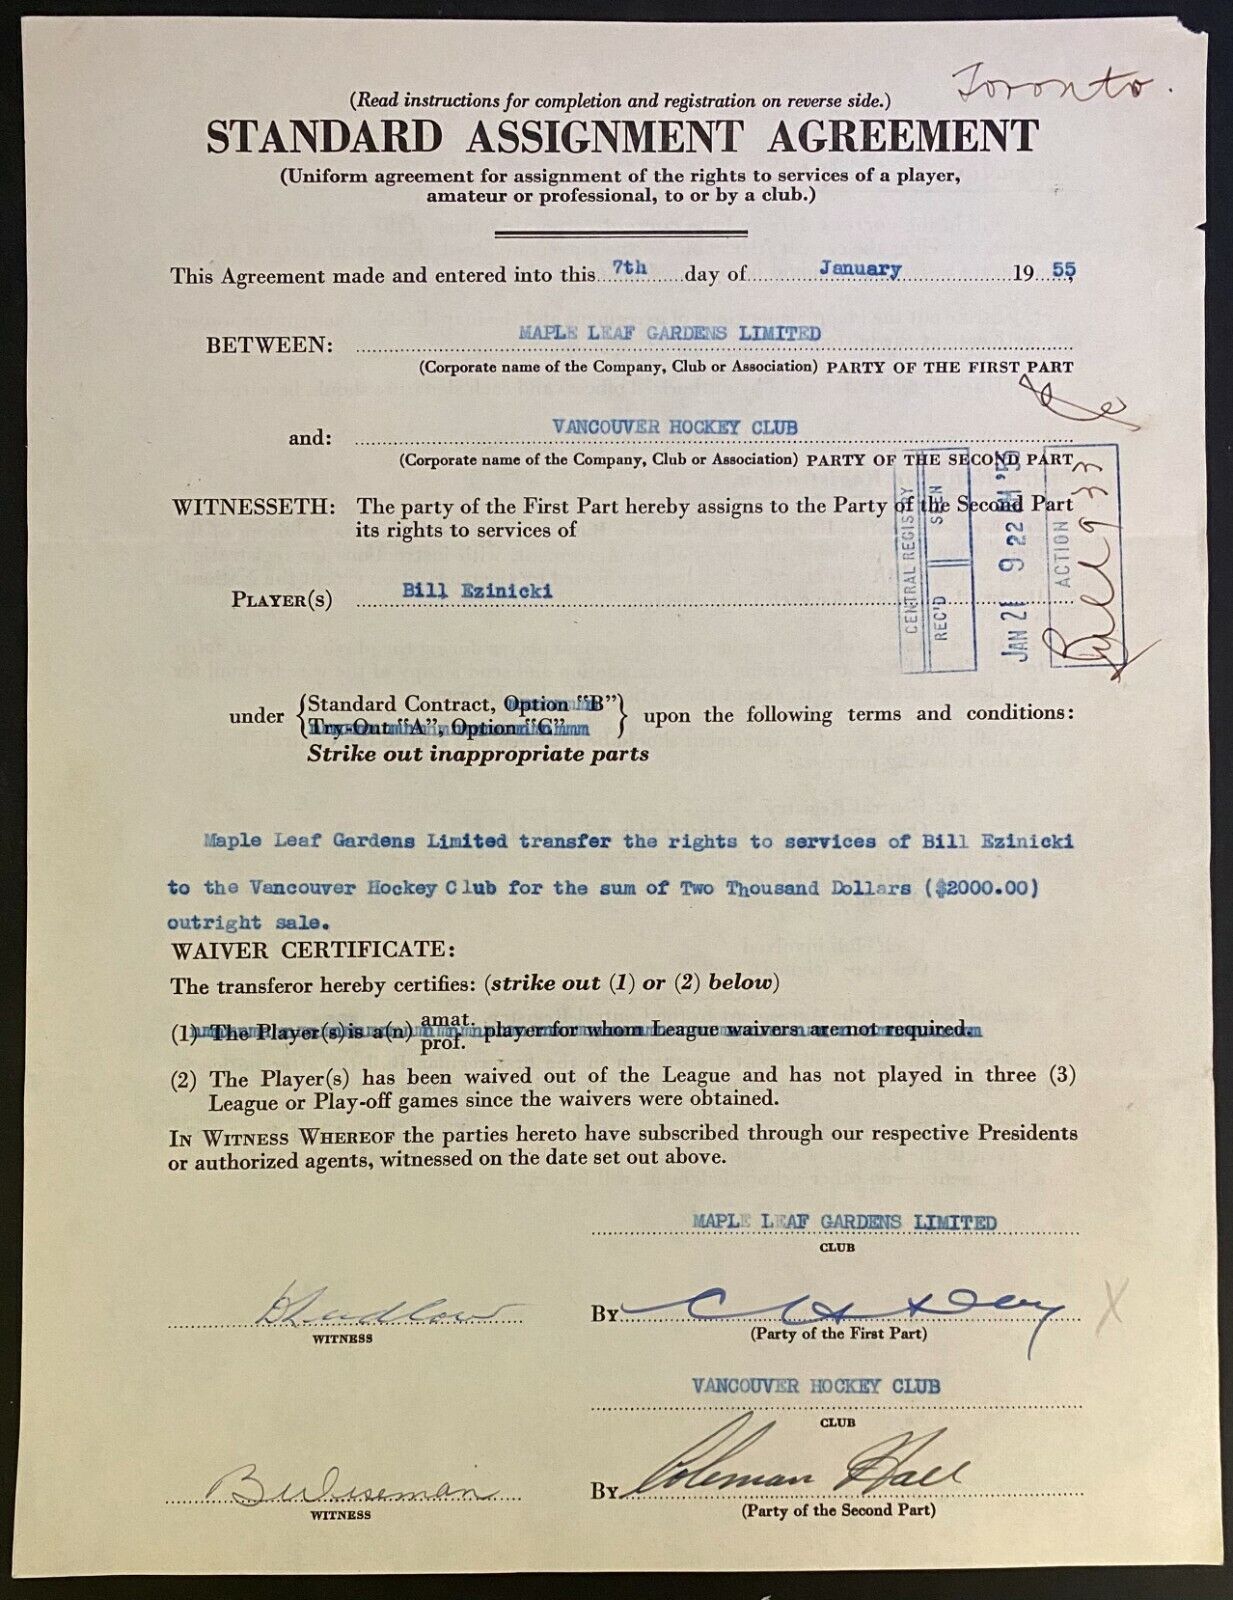 Toronto.
(Read instructions for completion and registration on reverse side.)
STANDARD ASSIGNMENT AGREEMENT
(Uniform agreement for assignment of the rights to services of a player,
amateur or professional, to or by a club.)
This Agreement made and entered into this 7th day of January 19 55
BETWEEN: MAPLE LEAF GARDENS LIMITED
(Corporate name of the Company, Club or Association) PARTY OF THE FIRST PART
and: VANCOUVER HOCKEY CLUB
(Corporate name of the Company, Club or Association) PARTY OF THE SECOND PART
WITNESSETH: The party of the First Part hereby assigns to the Party of the Second Part
its rights to services of
CENTRAL REGISTRY
REC'D SEEN
JAN 21 9 22 AM '55
ACTION
PLAYER(S) Bill Ezinicki
under {Standard Contract, Option "B"} upon the following terms and conditions:
{Try-Out "A", Option "C"}
Strike out inappropriate parts
Maple Leaf Gardens Limited transfer the rights to services of Bill Ezinicki
to the Vancouver Hockey Club for the sum of Two Thousand Dollars ($2000.00)
outright sale.
WAIVER CERTIFICATE:
The transferor hereby certifies: (strike out (1) or (2) below)
(1) The Player(s) is a(n) amat. prof. player for whom League waivers are not required.
(2) The Player(s) has been waived out of the League and has not played in three (3)
League or Play-off games since the waivers were obtained.
IN WITNESS WHEREOF the parties hereto have subscribed through our respective Presidents
or authorized agents, witnessed on the date set out above.
MAPLE LEAF GARDENS LIMITED
CLUB
BY
WITNESS
(Party of the First Part)
VANCOUVER HOCKEY CLUB
CLUB
B Wiseman BY Coleman Hall
WITNESS
(Party of the Second Part)